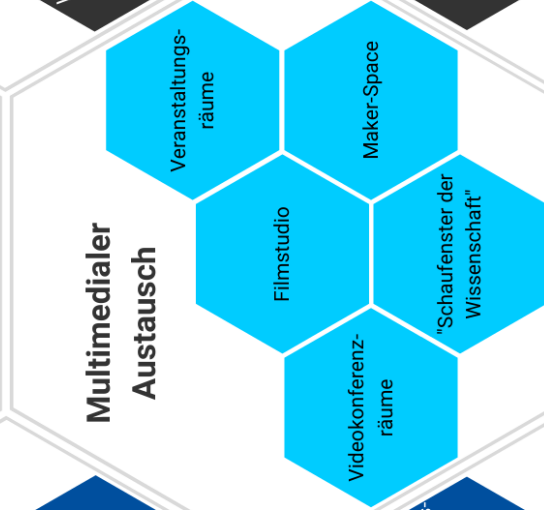 Multimedialer
Austausch
Videokonferenz-
räume
Filmstudio
Veranstaltungs-
räume
"Schaufenster der
Wissenschaft"
Maker-Space